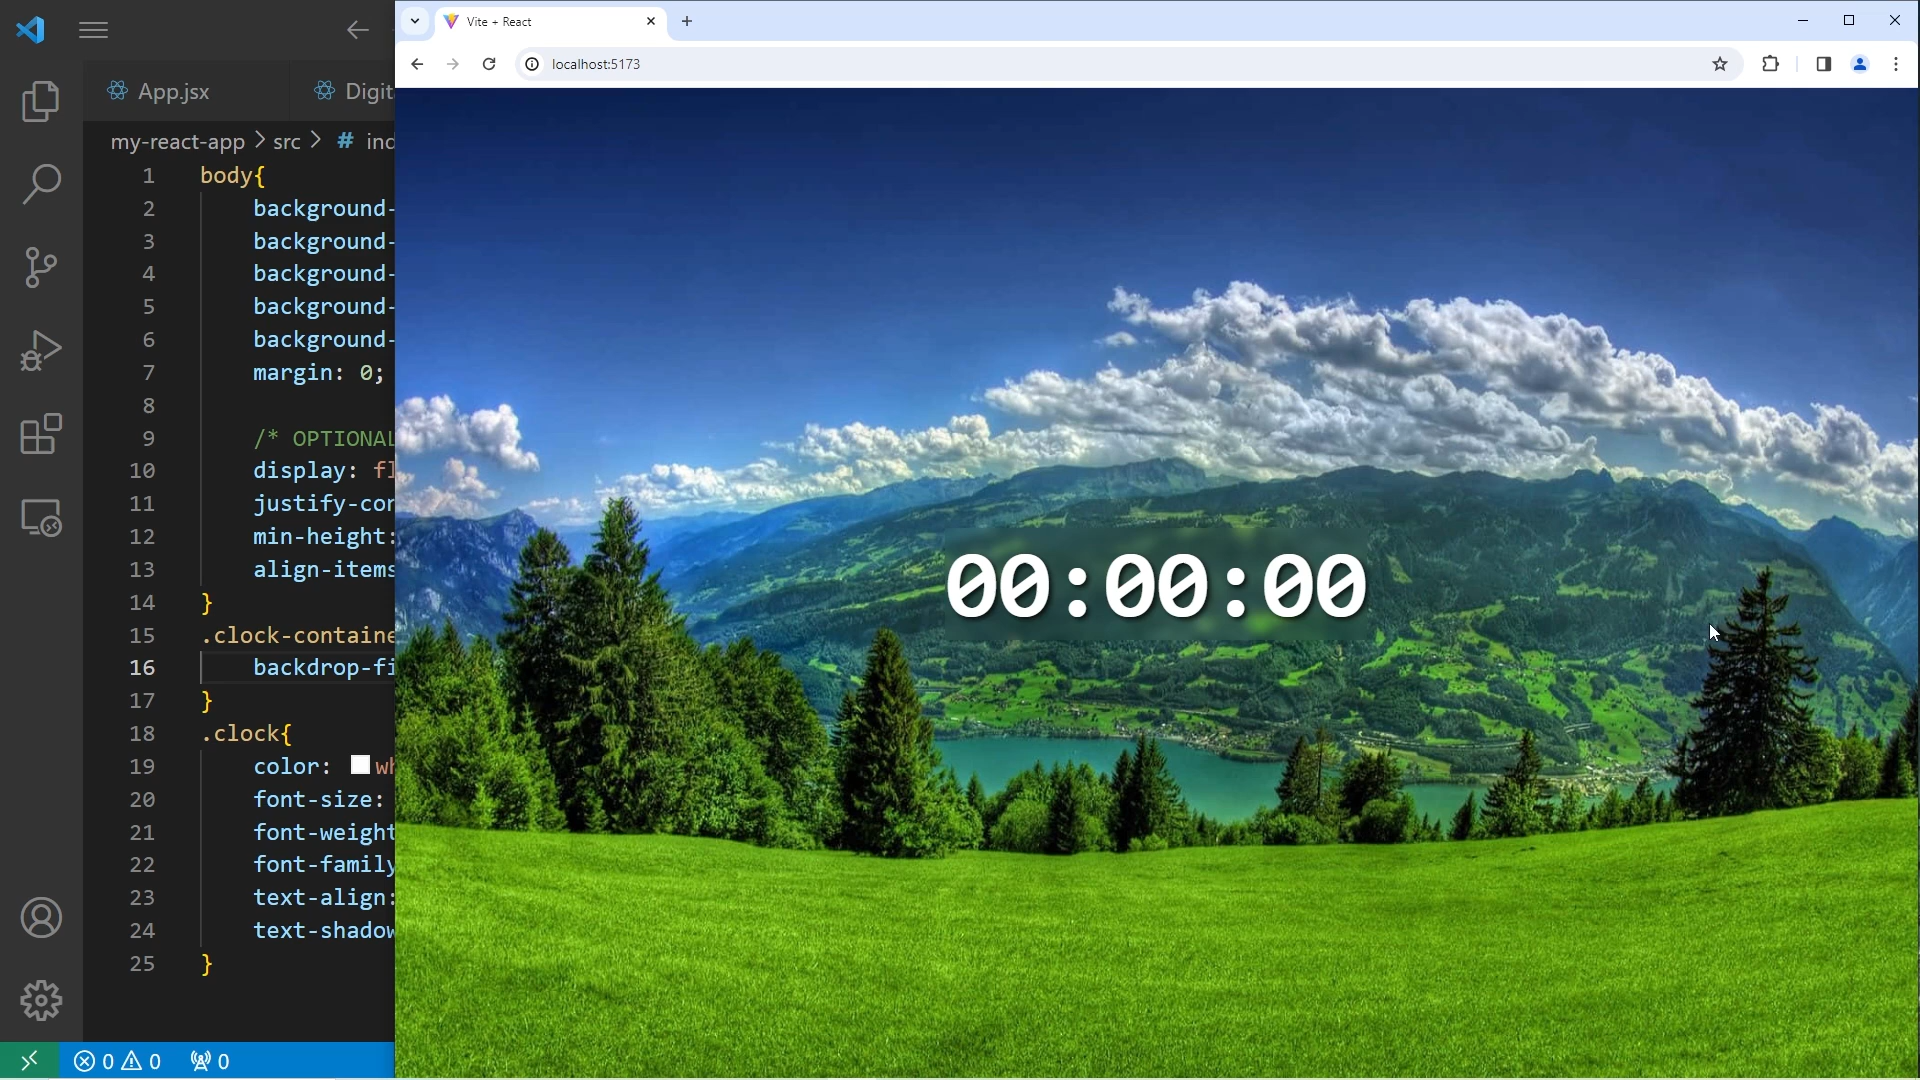 Vite + React
localhost:5173
App.jsx
Digit
my-react-app > src > # ind
1 body{
2 background-
3 background-
4 background-
5 background-
6 background-
7 margin: 0;
8
9 /* OPTIONAL
10 display: fl
11 justify-con
12 min-height:
13 align-items
14 }
15 .clock-containe
16 backdrop-fi
17 }
18 .clock{
19 color: wh
20 font-size:
21 font-weight
22 font-family
23 text-align:
24 text-shadow
25 }
00:00:00
0 0 0